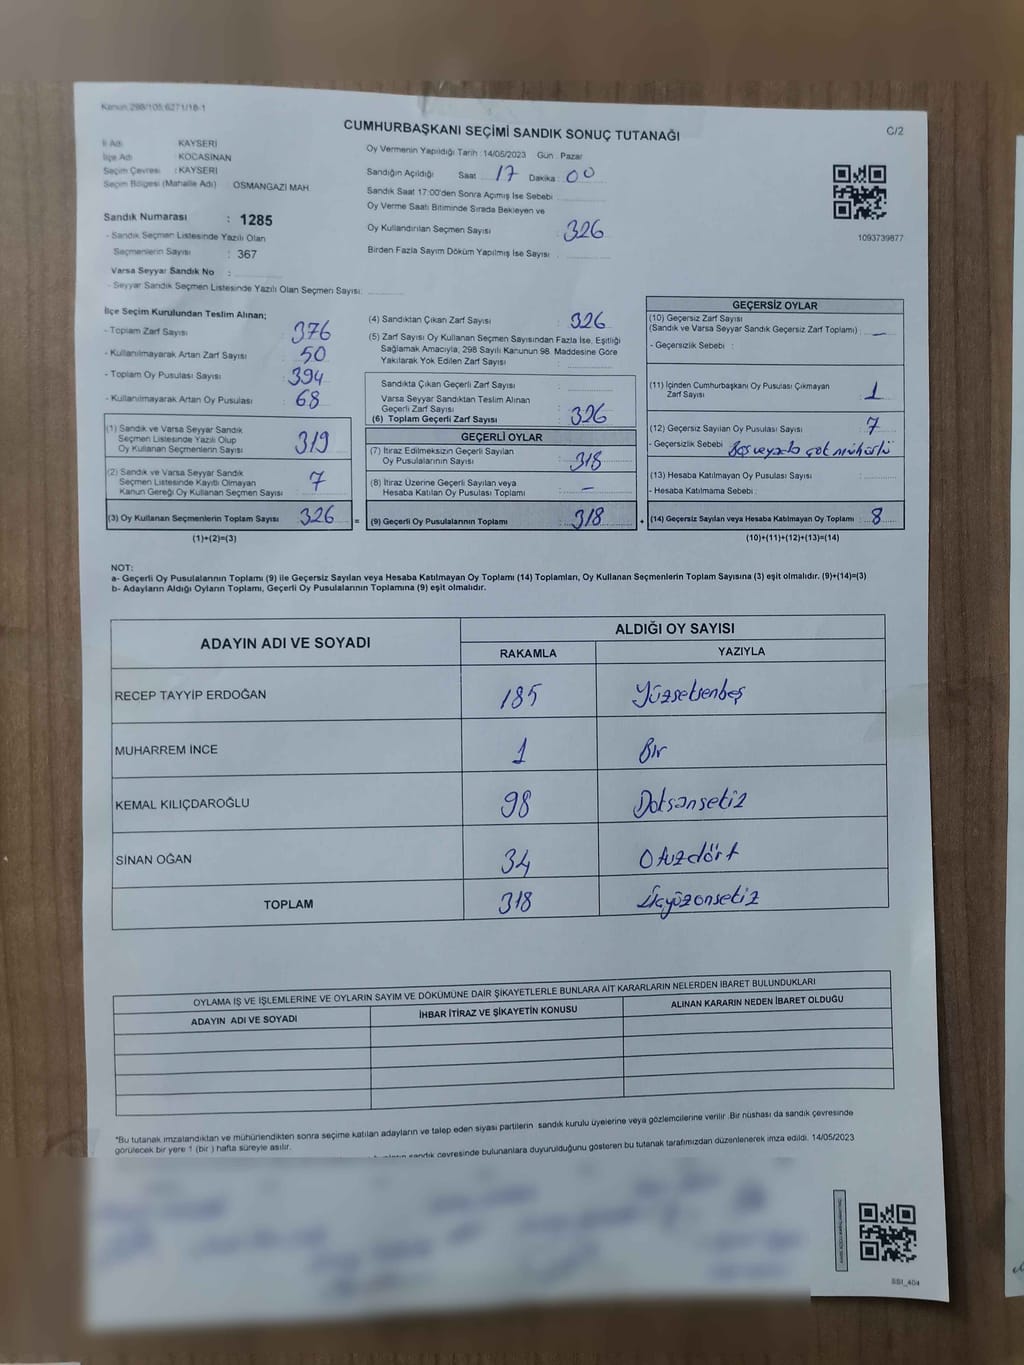 Kanun:298/105;6271/16-1
CUMHURBAŞKANI SEÇİMİ SANDIK SONUÇ TUTANAĞI
C/2
İl Adı KAYSERİ
İlçe Adı KOCASİNAN
Seçim Çevresi : KAYSERİ
Seçim Bölgesi (Mahalle Adı) OSMANGAZİ MAH.
Sandık Numarası : 1285
- Sandık Seçmen Listesinde Yazılı Olan
Seçmenlerin Sayısı : 367
Varsa Seyyar Sandık No :
- Seyyar Sandık Seçmen Listesinde Yazılı Olan Seçmen Sayısı:
Oy Vermenin Yapıldığı Tarih :14/05/2023 Gün : Pazar
Sandığın Açıldığı Saat 17 Dakika 00
Sandık Saat 17:00'den Sonra Açılmış İse Sebebi
Oy Verme Saati Bitiminde Sırada Bekleyen ve
Oy Kullandırılan Seçmen Sayısı : 326
Birden Fazla Sayım Döküm Yapılmış İse Sayısı :
1093739877
İlçe Seçim Kurulundan Teslim Alınan;
- Toplam Zarf Sayısı : 376
- Kullanılmayarak Artan Zarf Sayısı : 50
- Toplam Oy Pusulası Sayısı : 394
- Kullanılmayarak Artan Oy Pusulası : 68
(1) Sandık ve Varsa Seyyar Sandık
Seçmen Listesinde Yazılı Olup
Oy Kullanan Seçmenlerin Sayısı : 319
(2) Sandık ve Varsa Seyyar Sandık
Seçmen Listesinde Kayıtlı Olmayan
Kanun Gereği Oy Kullanan Seçmen Sayısı : 7
(3) Oy Kullanan Seçmenlerin Toplam Sayısı : 326
(1)+(2)=(3)
(4) Sandıktan Çıkan Zarf Sayısı : 326
(5) Zarf Sayısı Oy Kullanan Seçmen Sayısından Fazla İse, Eşitliği
Sağlamak Amacıyla, 298 Sayılı Kanunun 98. Maddesine Göre
Yakılarak Yok Edilen Zarf Sayısı :
Sandıkta Çıkan Geçerli Zarf Sayısı :
Varsa Seyyar Sandıktan Teslim Alınan
Geçerli Zarf Sayısı :
(6) Toplam Geçerli Zarf Sayısı : 326
GEÇERLİ OYLAR
(7) İtiraz Edilmeksizin Geçerli Sayılan
Oy Pusulalarının Sayısı : 318
(8) İtiraz Üzerine Geçerli Sayılan veya
Hesaba Katılan Oy Pusulası Toplamı : —
= (9) Geçerli Oy Pusulalarının Toplamı : 318 +
GEÇERSİZ OYLAR
(10) Geçersiz Zarf Sayısı
(Sandık ve Varsa Seyyar Sandık Geçersiz Zarf Toplamı) : —
- Geçersizlik Sebebi :
(11) İçinden Cumhurbaşkanı Oy Pusulası Çıkmayan
Zarf Sayısı : 1
(12) Geçersiz Sayılan Oy Pusulası Sayısı : 7
- Geçersizlik Sebebi Boş veyada çok mühürlü
(13) Hesaba Katılmayan Oy Pusulası Sayısı :
- Hesaba Katılmama Sebebi :
(14) Geçersiz Sayılan veya Hesaba Katılmayan Oy Toplamı : 8
(10)+(11)+(12)+(13)=(14)
NOT:
a- Geçerli Oy Pusulalarının Toplamı (9) ile Geçersiz Sayılan veya Hesaba Katılmayan Oy Toplamı (14) Toplamları, Oy Kullanan Seçmenlerin Toplam Sayısına (3) eşit olmalıdır. (9)+(14)=(3)
b- Adayların Aldığı Oyların Toplamı, Geçerli Oy Pusulalarının Toplamına (9) eşit olmalıdır.
ADAYIN ADI VE SOYADI ALDIĞI OY SAYISI
RAKAMLA YAZIYLA
RECEP TAYYİP ERDOĞAN 185 Yüzseksenbeş
MUHARREM İNCE 1 Bir
KEMAL KILIÇDAROĞLU 98 Doksansekiz
SİNAN OĞAN 34 Otuzdört
TOPLAM 318 Üçyüzonsekiz
OYLAMA İŞ VE İŞLEMLERİNE VE OYLARIN SAYIM VE DÖKÜMÜNE DAİR ŞİKAYETLERLE BUNLARA AİT KARARLARIN NELERDEN İBARET BULUNDUKLARI
ADAYIN ADI VE SOYADI İHBAR İTİRAZ VE ŞİKAYETİN KONUSU ALINAN KARARIN NEDEN İBARET OLDUĞU
*Bu tutanak imzalandıktan ve mühürlendikten sonra seçime katılan adayların ve talep eden siyasi partilerin sandık kurulu üyelerine veya gözlemcilerine verilir .Bir nüshası da sandık çevresinde
görülecek bir yere 1 (bir ) hafta süreyle asılır.
sandık çevresinde bulunanlara duyurulduğunu gösteren bu tutanak tarafımızdan düzenlenerek imza edildi. 14/05/2023
SSI_404